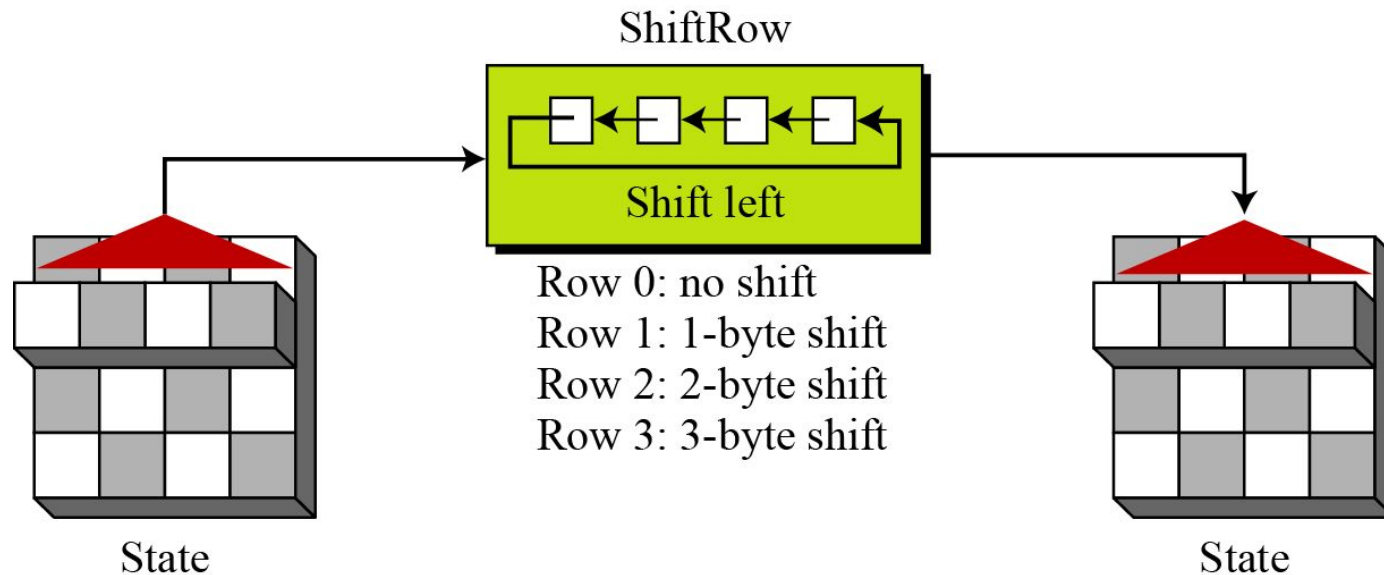 ShiftRow
Shift left
Row 0: no shift
Row 1: 1-byte shift
Row 2: 2-byte shift
Row 3: 3-byte shift
State
State